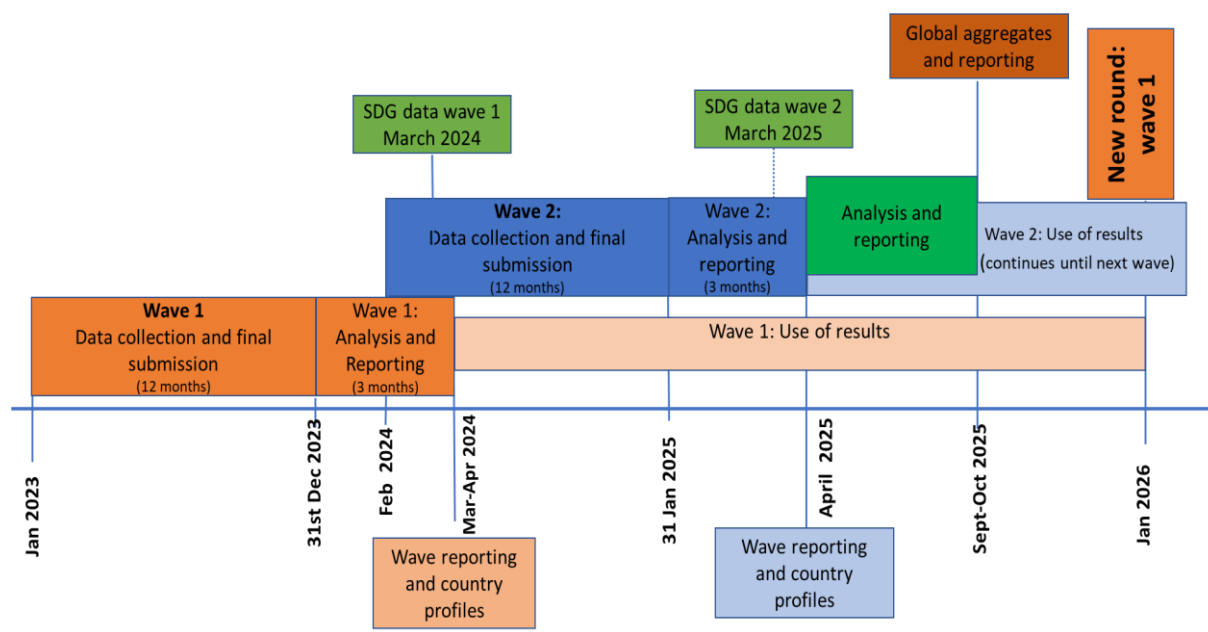 Global aggregates
and reporting
New round:
wave 1
SDG data wave 1
March 2024
SDG data wave 2
March 2025
Wave 2:
Data collection and final
submission
(12 months)
Wave 2:
Analysis and
reporting
(3 months)
Analysis and
reporting
Wave 2: Use of results
(continues until next wave)
Wave 1
Data collection and final
submission
(12 months)
Wave 1:
Analysis and
Reporting
(3 months)
Wave 1: Use of results
Jan 2023
31st Dec 2023
Feb 2024
Mar-Apr 2024
31 Jan 2025
April 2025
Sept-Oct 2025
Jan 2026
Wave reporting
and country
profiles
Wave reporting
and country
profiles